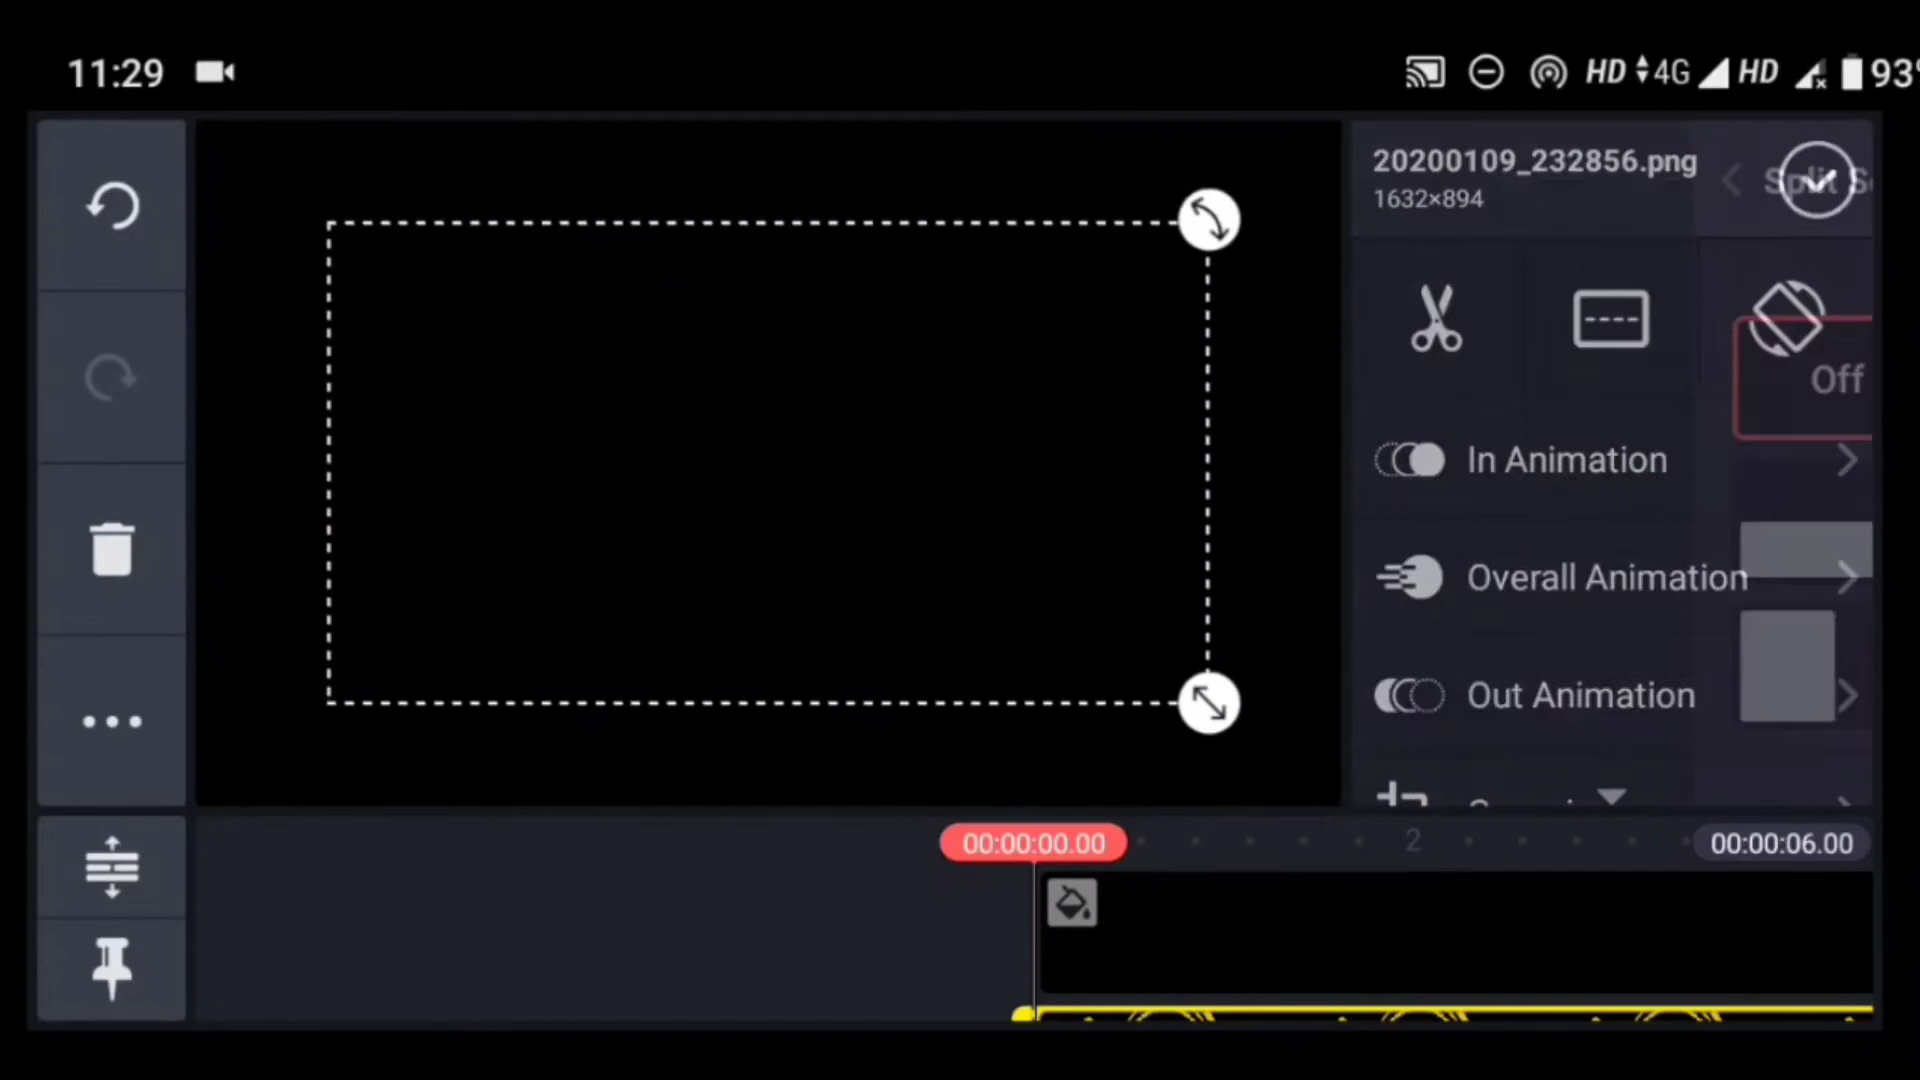 11:29
HD 4G HD 93
20200109_232856.png
1632×894
Split S
Off
In Animation
Overall Animation
Out Animation
00:00:00.00
2
00:00:06.00